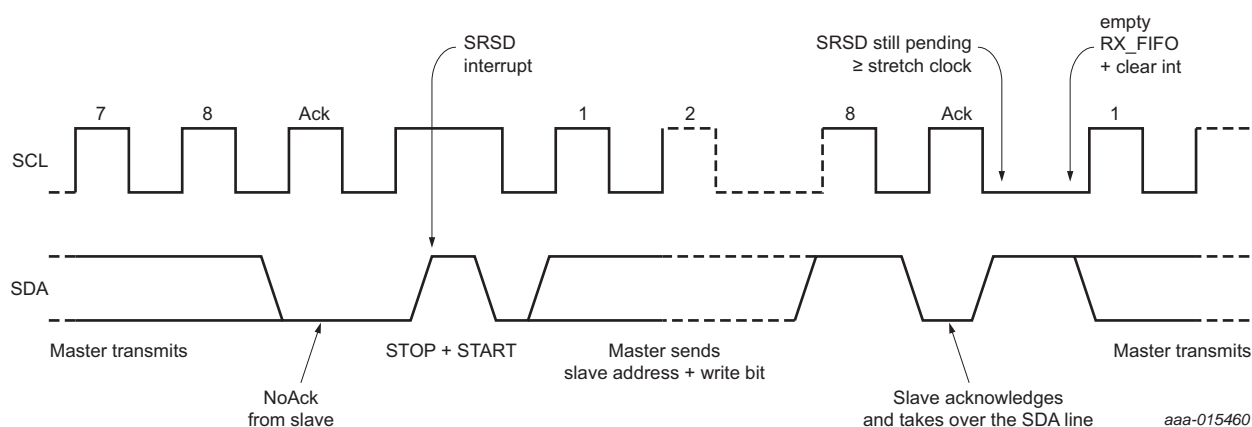 SRSD
interrupt
SRSD still pending
≥ stretch clock
empty
RX_FIFO
+ clear int
7
8
Ack
1
2
8
Ack
1
SCL
SDA
Master transmits
STOP + START
Master sends
slave address + write bit
Master transmits
NoAck
from slave
Slave acknowledges
and takes over the SDA line
aaa-015460